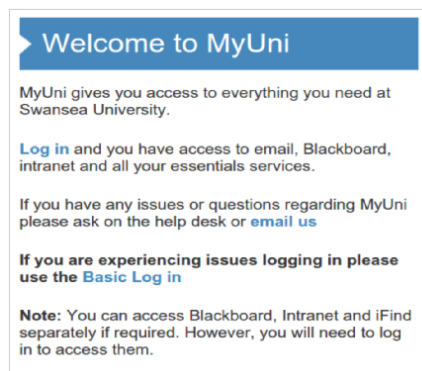 Welcome to MyUni
MyUni gives you access to everything you need at
Swansea University.
Log in and you have access to email, Blackboard,
intranet and all your essentials services.
If you have any issues or questions regarding MyUni
please ask on the help desk or email us
If you are experiencing issues logging in please
use the Basic Log in
Note: You can access Blackboard, Intranet and iFind
separately if required. However, you will need to log
in to access them.